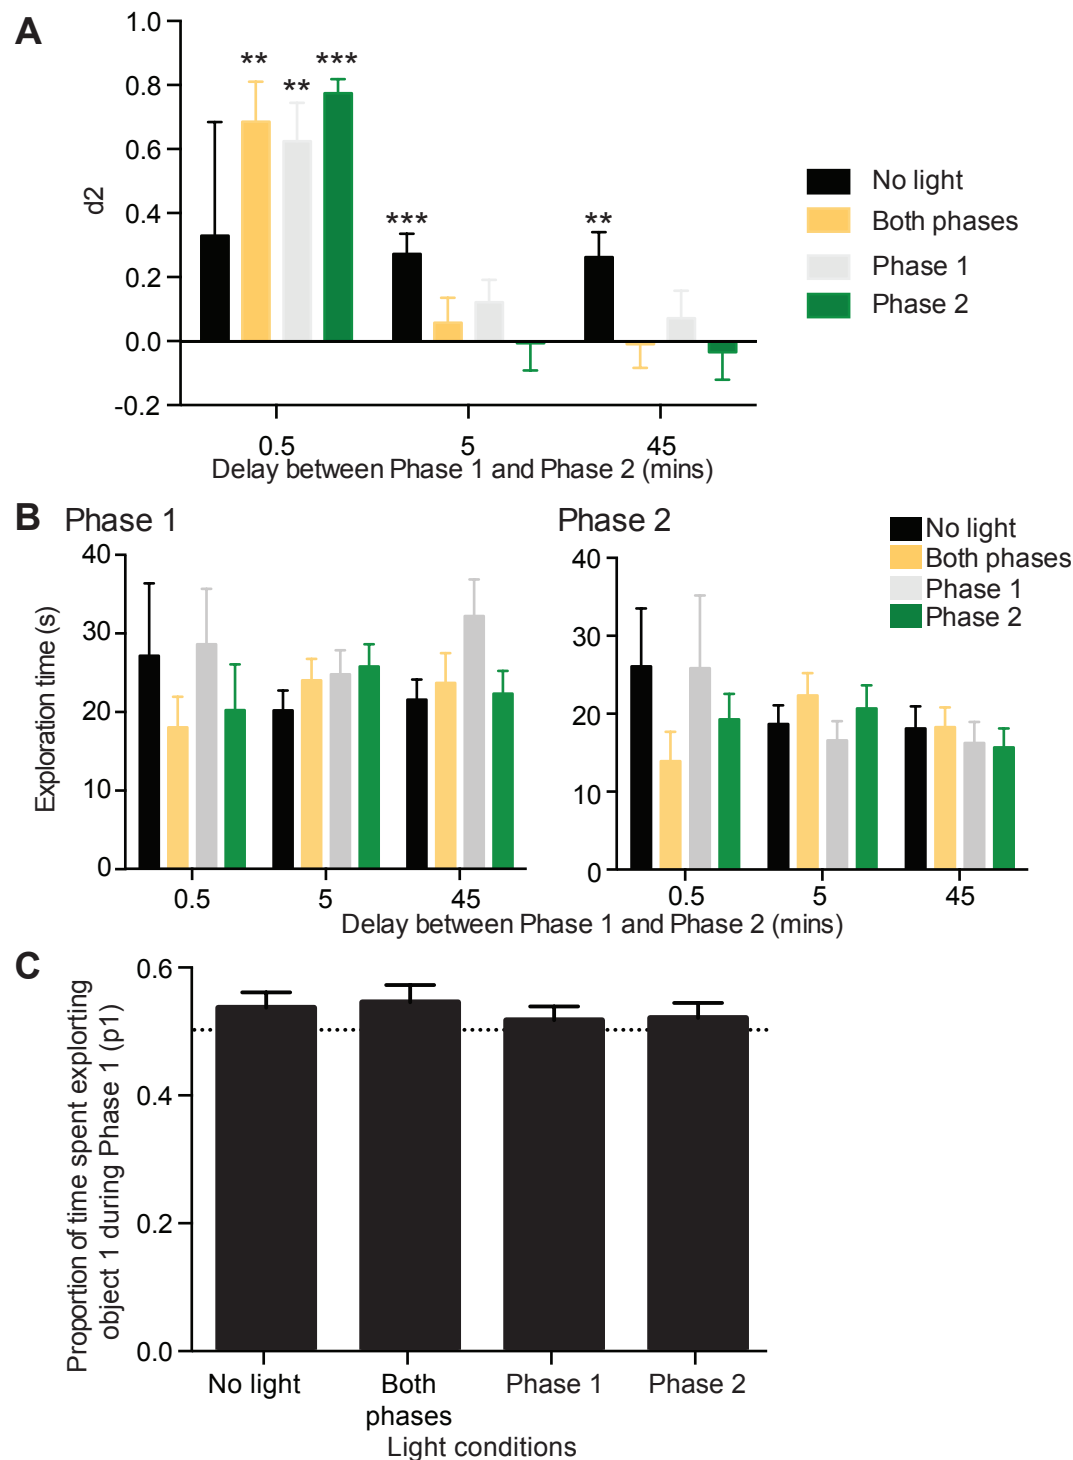 A
1.0
0.8
0.6
0.4
0.2
0.0
-0.2
d2
**
**
***
***
**
0.5
5
45
Delay between Phase 1 and Phase 2 (mins)
No light
Both phases
Phase 1
Phase 2
B
Phase 1
40
30
20
10
0
Exploration time (s)
0.5
5
45
Phase 2
40
30
20
10
0
0.5
5
45
No light
Both phases
Phase 1
Phase 2
Delay between Phase 1 and Phase 2 (mins)
C
0.6
0.4
0.2
0.0
Proportion of time spent explorting
object 1 during Phase 1 (p1)
No light
Both
phases
Phase 1
Phase 2
Light conditions